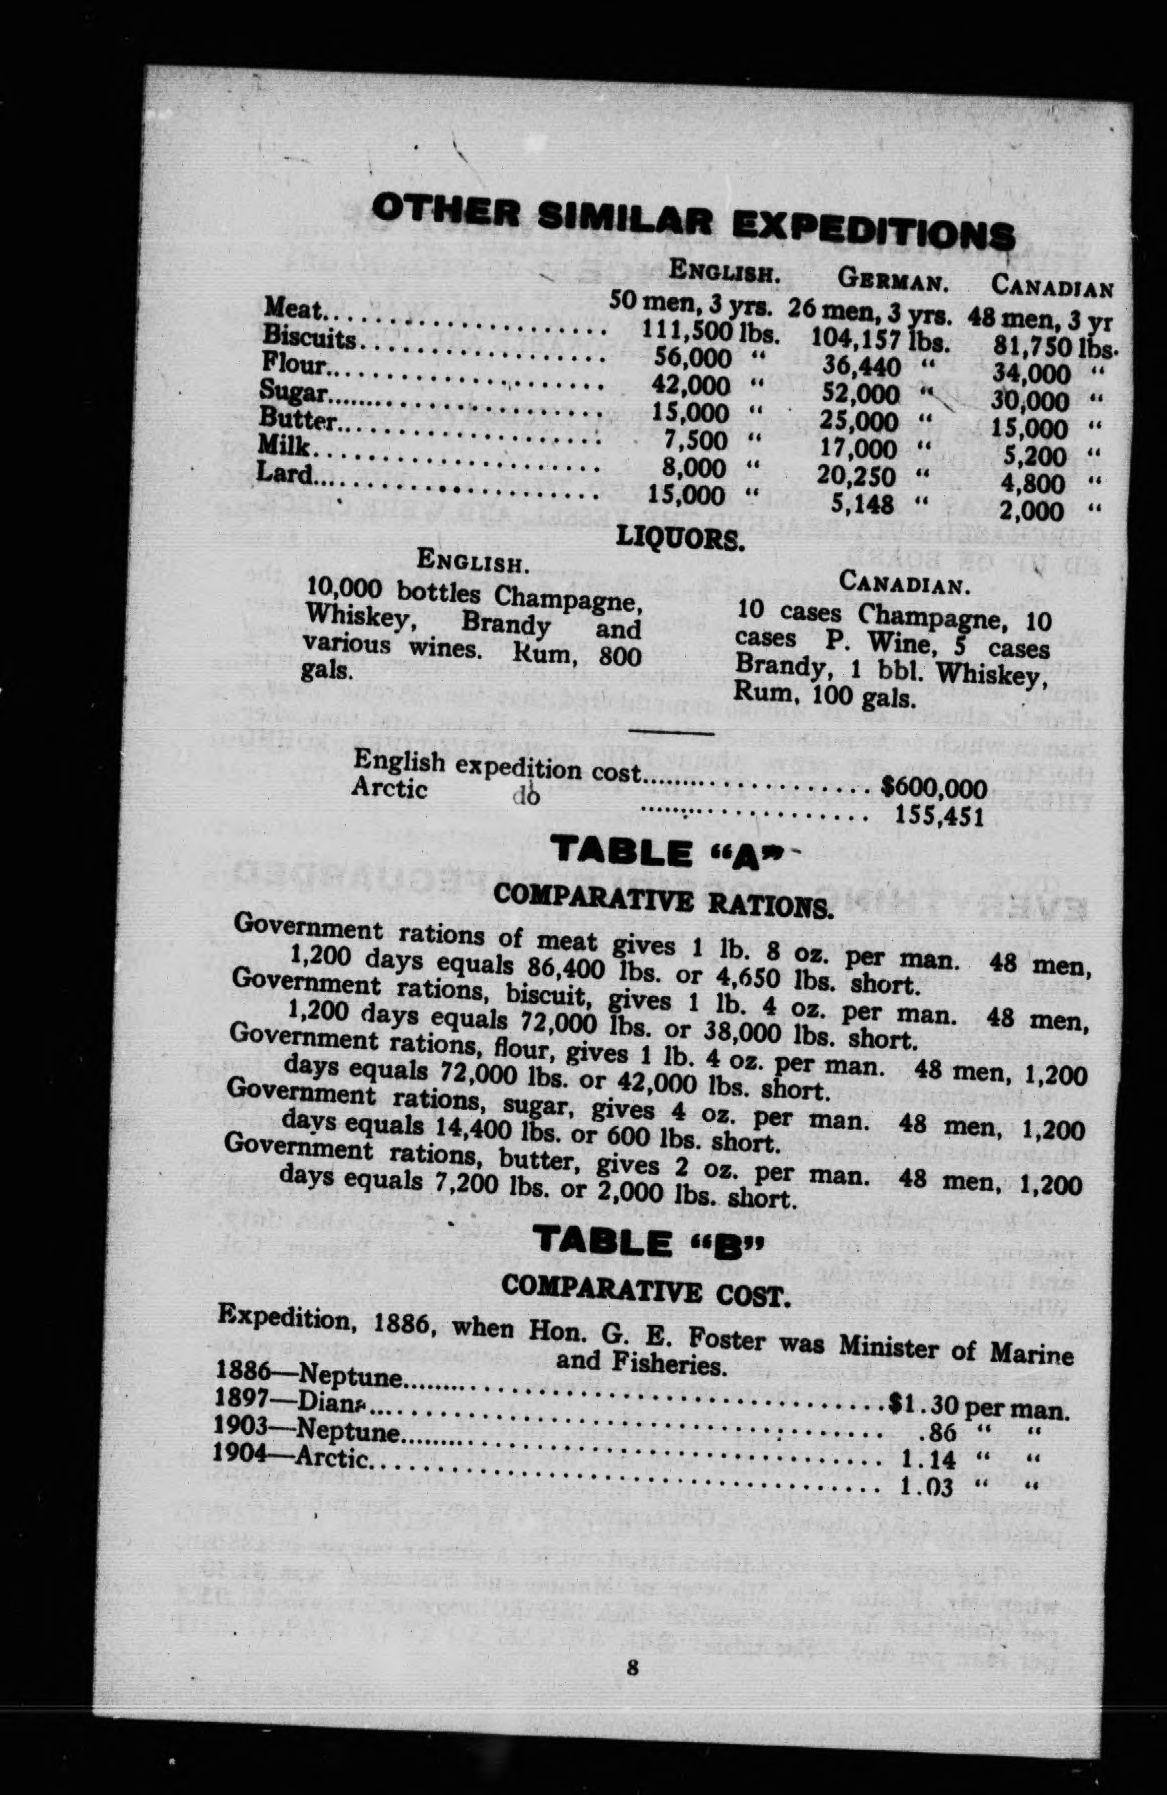 OTHER SIMILAR EXPEDITIONS
ENGLISH. GERMAN. CANADIAN
50 men, 3 yrs. 26 men, 3 yrs. 48 men, 3 yr
Meat...................... 111,500 lbs. 104,157 lbs. 81,750 lbs.
Biscuits................... 56,000 " 36,440 " 34,000 "
Flour...................... 42,000 " 52,000 " 30,000 "
Sugar...................... 15,000 " 25,000 " 15,000 "
Butter..................... 7,500 " 17,000 " 5,200 "
Milk....................... 8,000 " 20,250 " 4,800 "
Lard....................... 15,000 " 5,148 " 2,000 "
LIQUORS.
ENGLISH.
10,000 bottles Champagne,
Whiskey, Brandy and
various wines. Rum, 800
gals.
CANADIAN.
10 cases Champagne, 10
cases P. Wine, 5 cases
Brandy, 1 bbl. Whiskey,
Rum, 100 gals.
English expedition cost.................... $600,000
Arctic do .................... 155,451
TABLE "A"
COMPARATIVE RATIONS.
Government rations of meat gives 1 lb. 8 oz. per man. 48 men,
1,200 days equals 86,400 lbs. or 4,650 lbs. short.
Government rations, biscuit, gives 1 lb. 4 oz. per man. 48 men,
1,200 days equals 72,000 lbs. or 38,000 lbs. short.
Government rations, flour, gives 1 lb. 4 oz. per man. 48 men, 1,200
days equals 72,000 lbs. or 42,000 lbs. short.
Government rations, sugar, gives 4 oz. per man. 48 men, 1,200
days equals 14,400 lbs. or 600 lbs. short.
Government rations, butter, gives 2 oz. per man. 48 men, 1,200
days equals 7,200 lbs. or 2,000 lbs. short.
TABLE "B"
COMPARATIVE COST.
Expedition, 1886, when Hon. G. E. Foster was Minister of Marine
and Fisheries.
1886—Neptune....................................$1.30 per man.
1897—Diana.................................... .86 " "
1903—Neptune.................................... 1.14 " "
1904—Arctic.................................... 1.03 " "
8